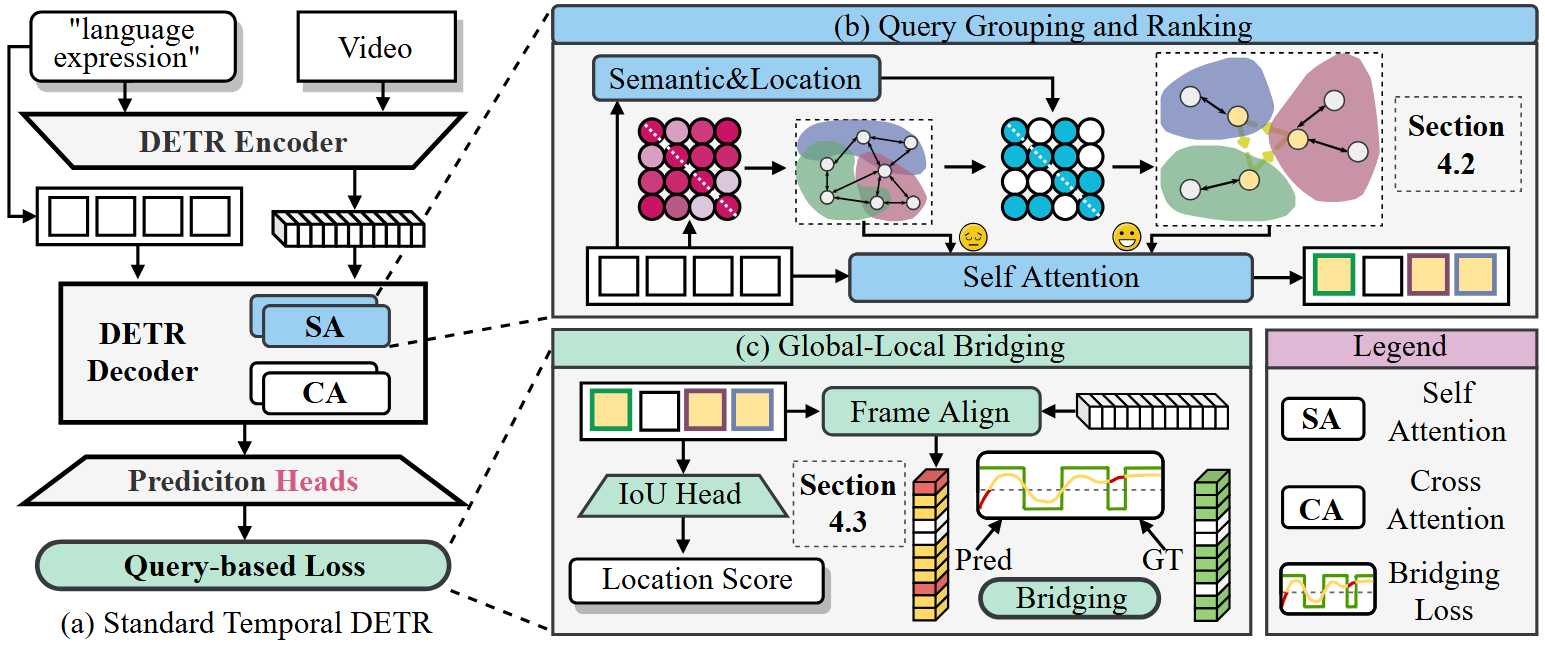 "language
expression"
Video
DETR Encoder
DETR
Decoder
SA
CA
Prediciton Heads
Query-based Loss
(a) Standard Temporal DETR
(b) Query Grouping and Ranking
Semantic&Location
Section
4.2
Self Attention
(c) Global-Local Bridging
Frame Align
IoU Head
Section
4.3
Location Score
Pred
GT
Bridging
Legend
SA
Self
Attention
CA
Cross
Attention
Bridging
Loss